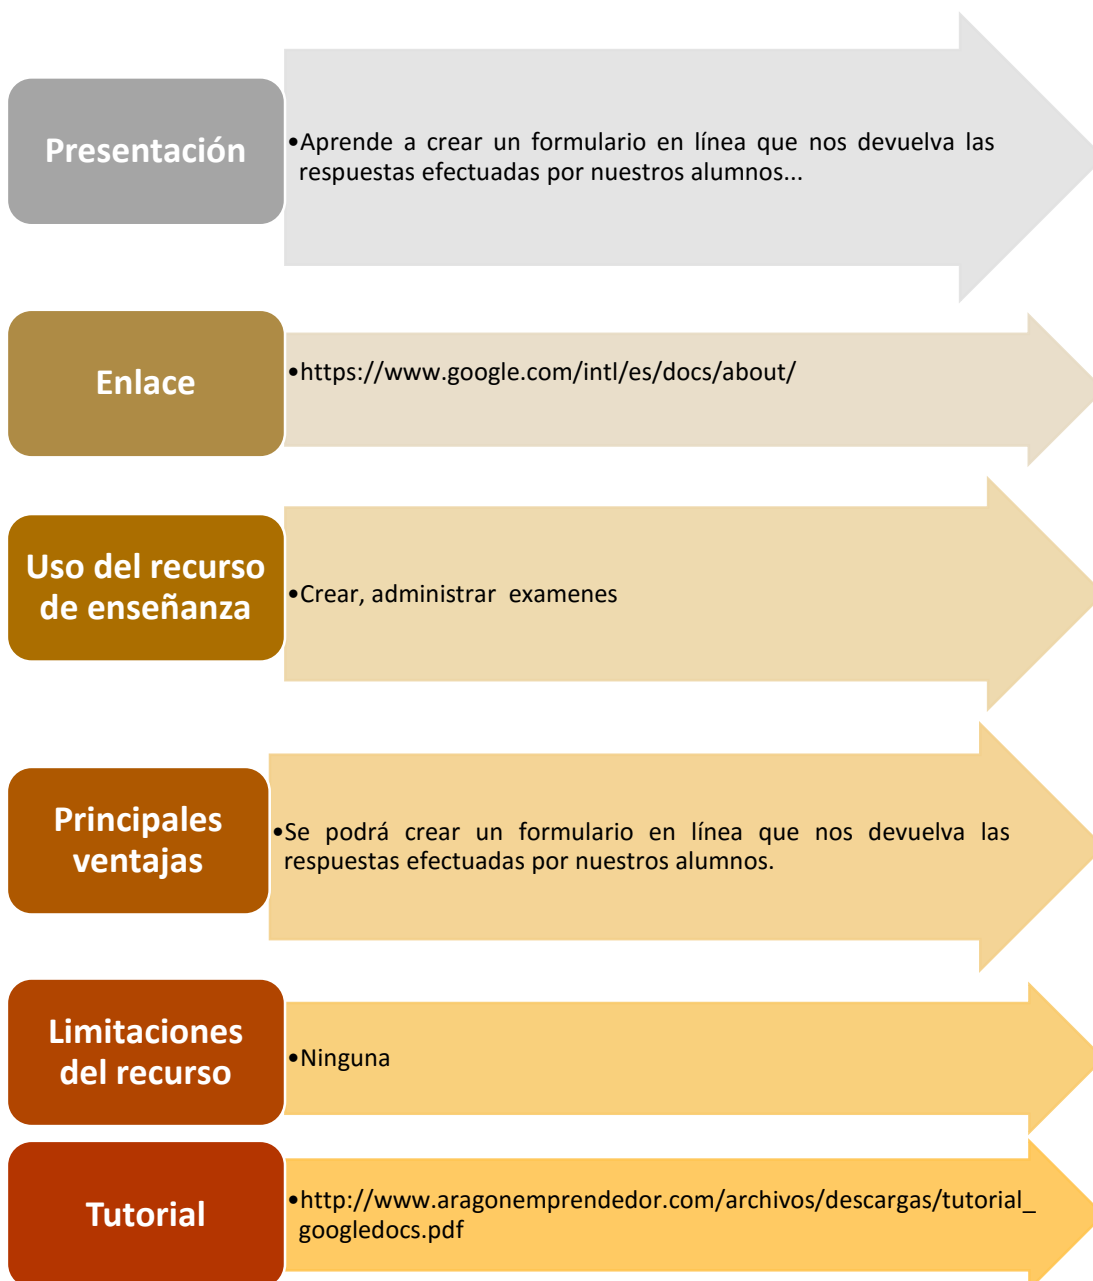 Presentación
•Aprende a crear un formulario en línea que nos devuelva las
respuestas efectuadas por nuestros alumnos...
Enlace
•https://www.google.com/intl/es/docs/about/
Uso del recurso
de enseñanza
•Crear, administrar  examenes
Principales
ventajas
•Se podrá crear un formulario en línea que nos devuelva las
respuestas efectuadas por nuestros alumnos.
Limitaciones
del recurso
•Ninguna
Tutorial
•http://www.aragonemprendedor.com/archivos/descargas/tutorial_
googledocs.pdf